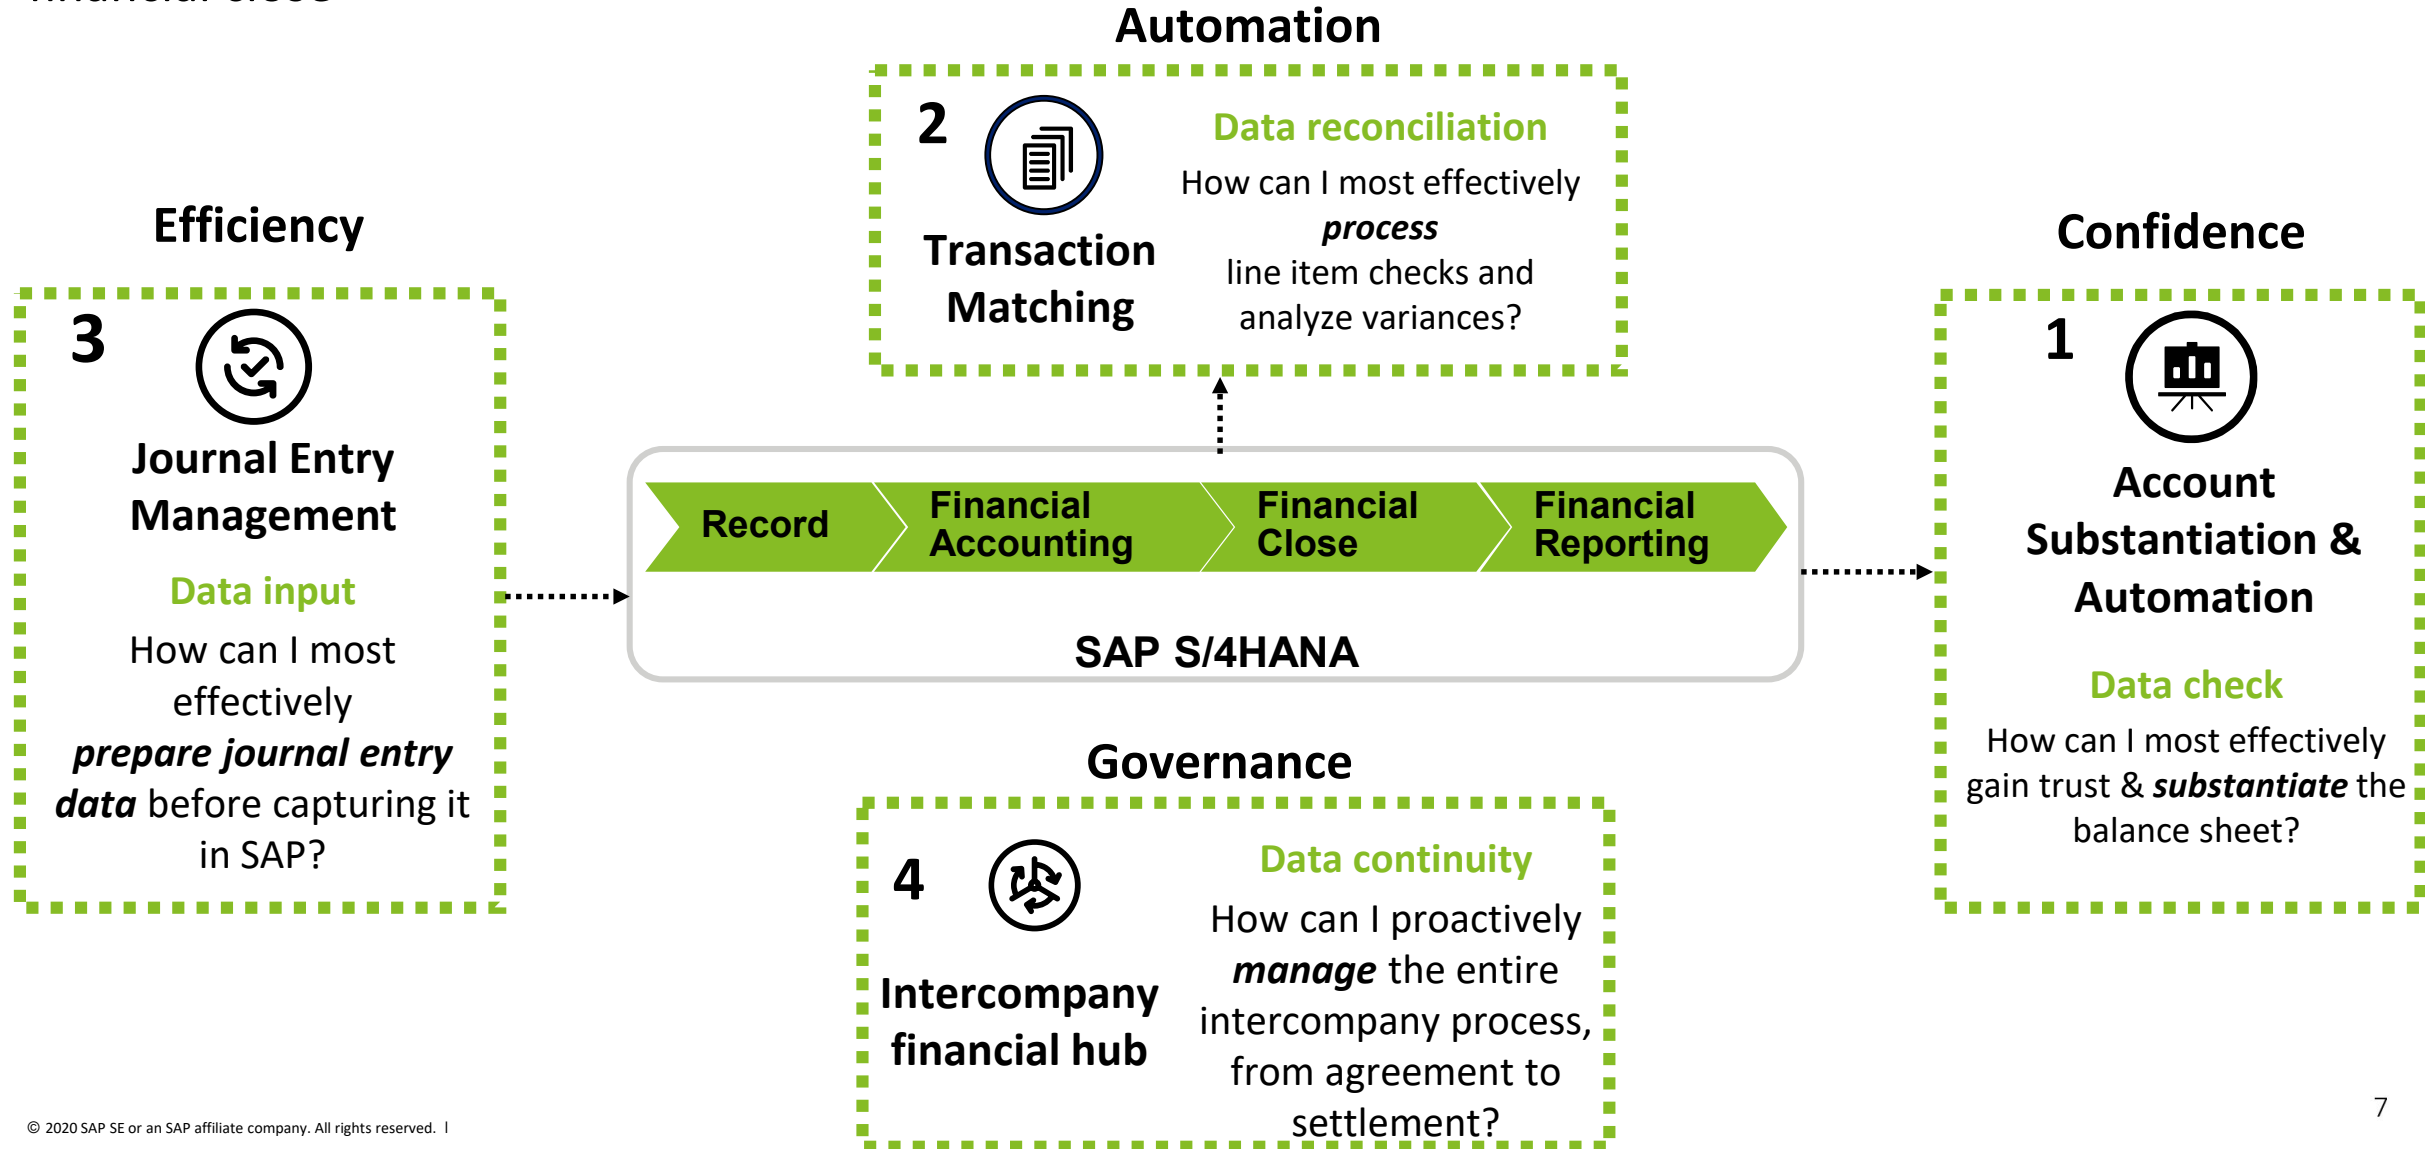 financial close
Automation
2
Data reconciliation
How can I most effectively
process
line item checks and
analyze variances?
Transaction
Matching
Efficiency
3
Journal Entry
Management
Data input
How can I most
effectively
prepare journal entry
data before capturing it
in SAP?
Record
Financial
Accounting
Financial
Close
Financial
Reporting
SAP S/4HANA
Confidence
1
Account
Substantiation &
Automation
Data check
How can I most effectively
gain trust & substantiate the
balance sheet?
Governance
4
Intercompany
financial hub
Data continuity
How can I proactively
manage the entire
intercompany process,
from agreement to
settlement?
© 2020 SAP SE or an SAP affiliate company. All rights reserved. |
7